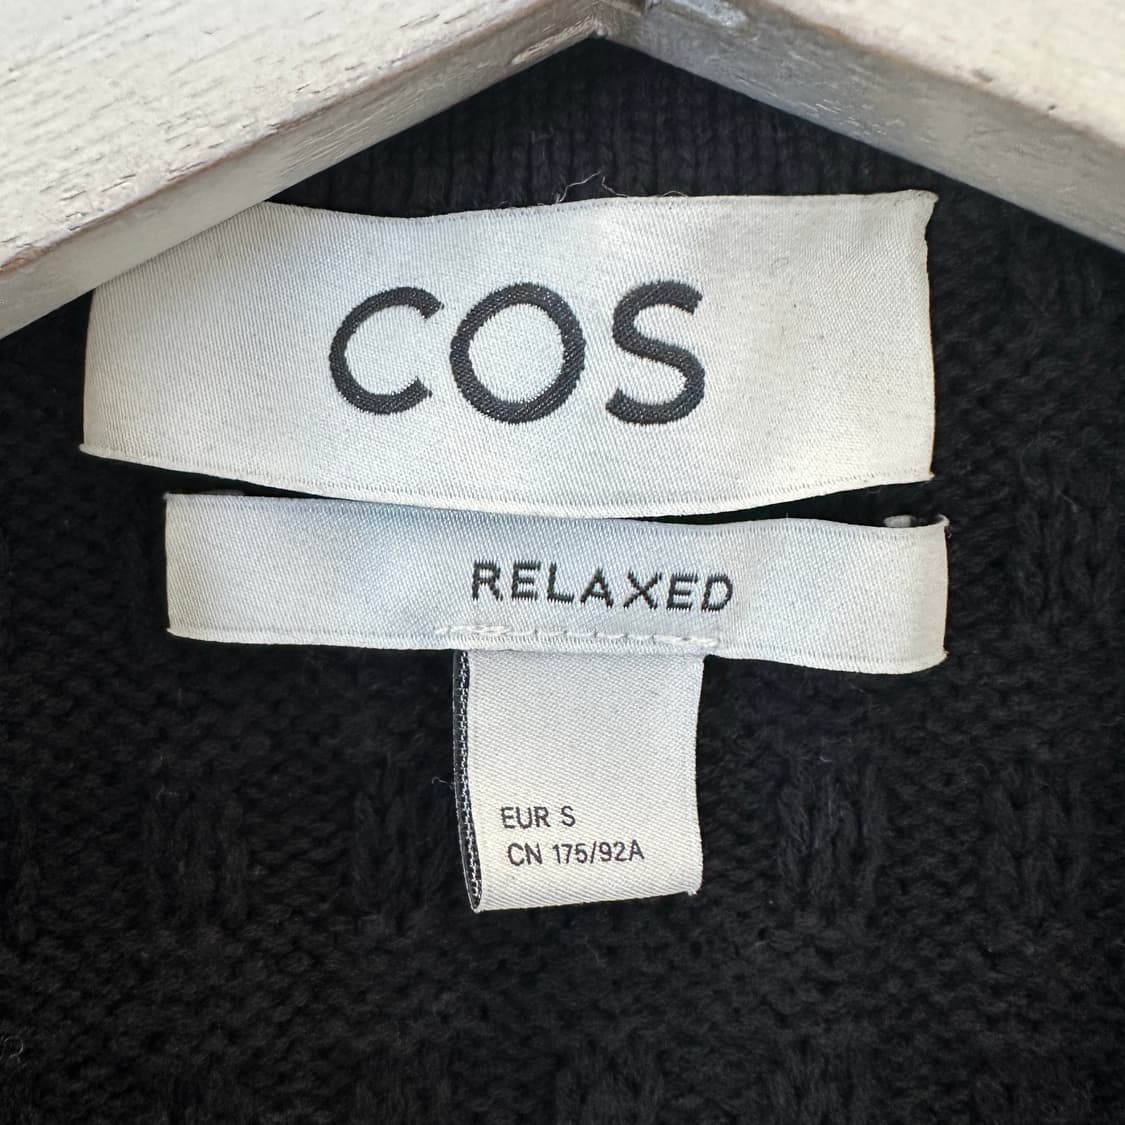 COS
RELAXED
EUR S
CN 175/92A